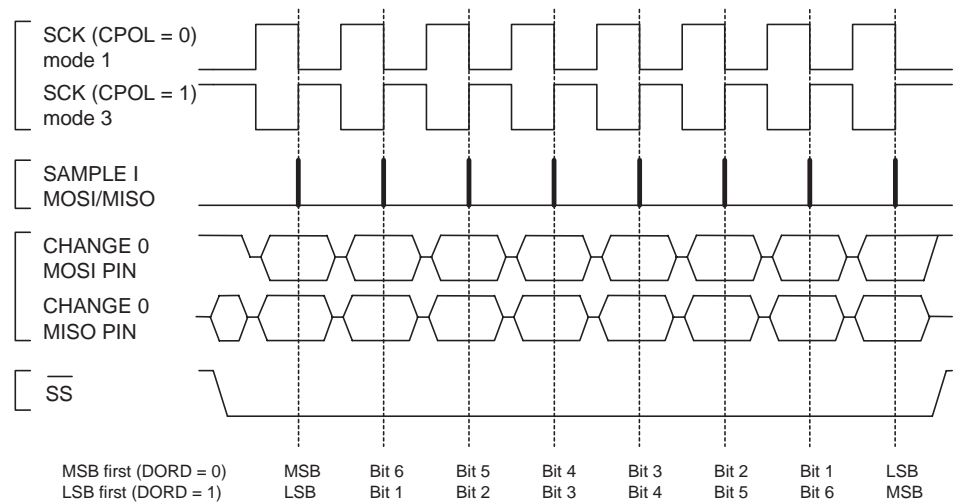 SCK (CPOL = 0)
mode 1
SCK (CPOL = 1)
mode 3
SAMPLE I
MOSI/MISO
CHANGE 0
MOSI PIN
CHANGE 0
MISO PIN
SS
MSB first (DORD = 0) MSB Bit 6 Bit 5 Bit 4 Bit 3 Bit 2 Bit 1 LSB
LSB first (DORD = 1) LSB Bit 1 Bit 2 Bit 3 Bit 4 Bit 5 Bit 6 MSB